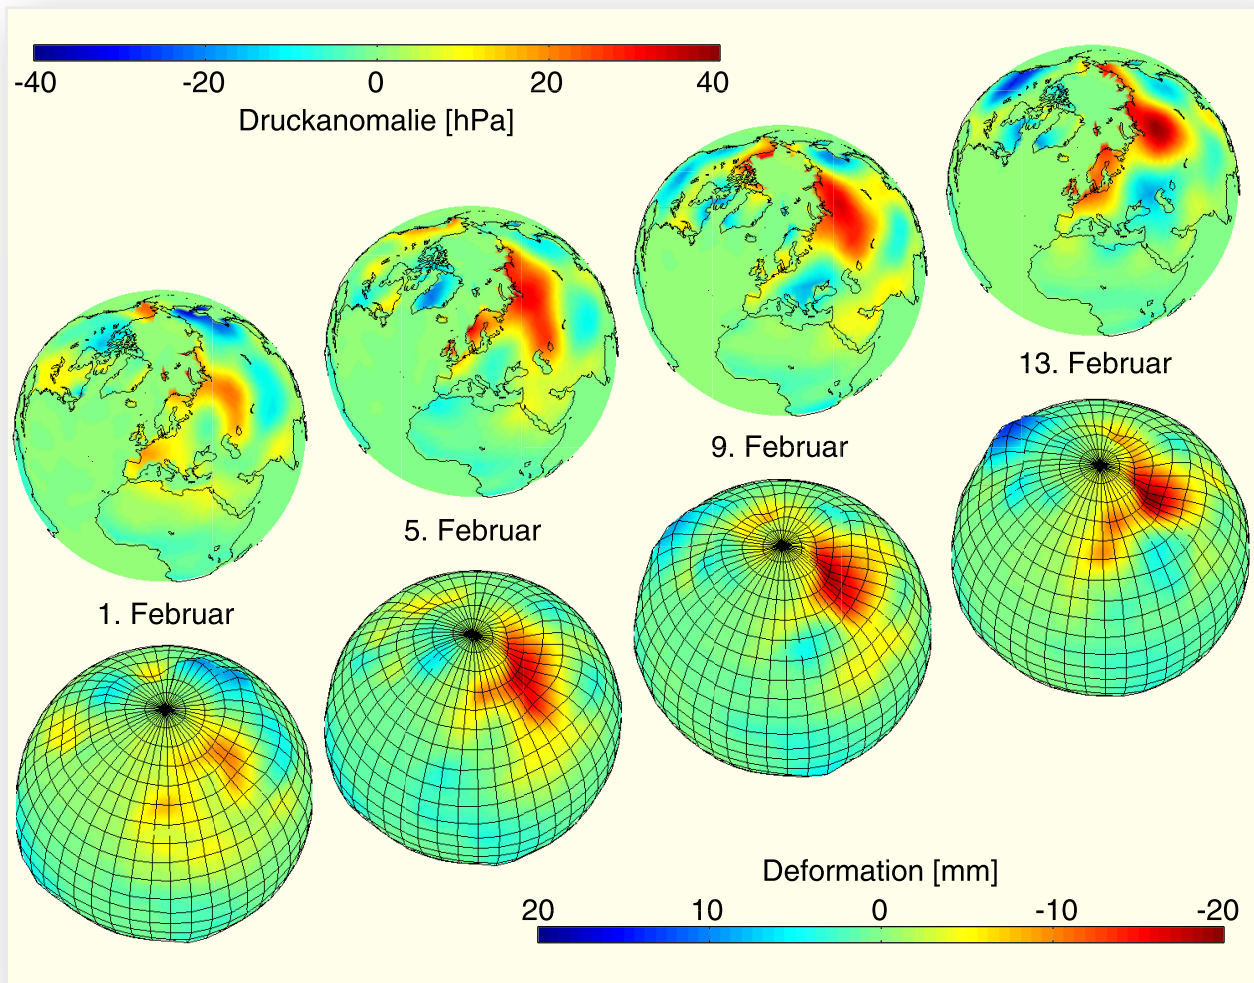 -40 -20 0 20 40
Druckanomalie [hPa]
13. Februar
9. Februar
5. Februar
1. Februar
Deformation [mm]
20 10 0 -10 -20